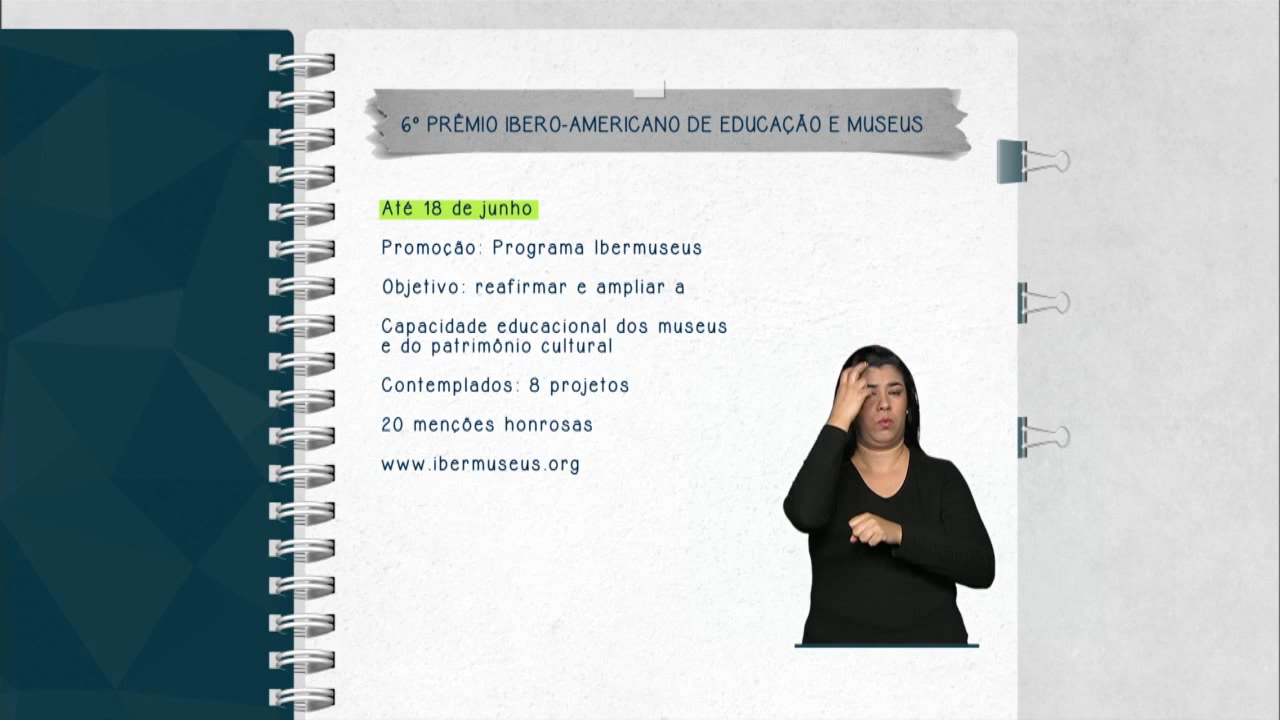 6º PRÊMIO IBERO-AMERICANO DE EDUCAÇÃO E MUSEUS
Até 18 de junho
Promoção: Programa Ibermuseus
Objetivo: reafirmar e ampliar a
Capacidade educacional dos museus
e do patrimônio cultural
Contemplados: 8 projetos
20 menções honrosas
www.ibermuseus.org